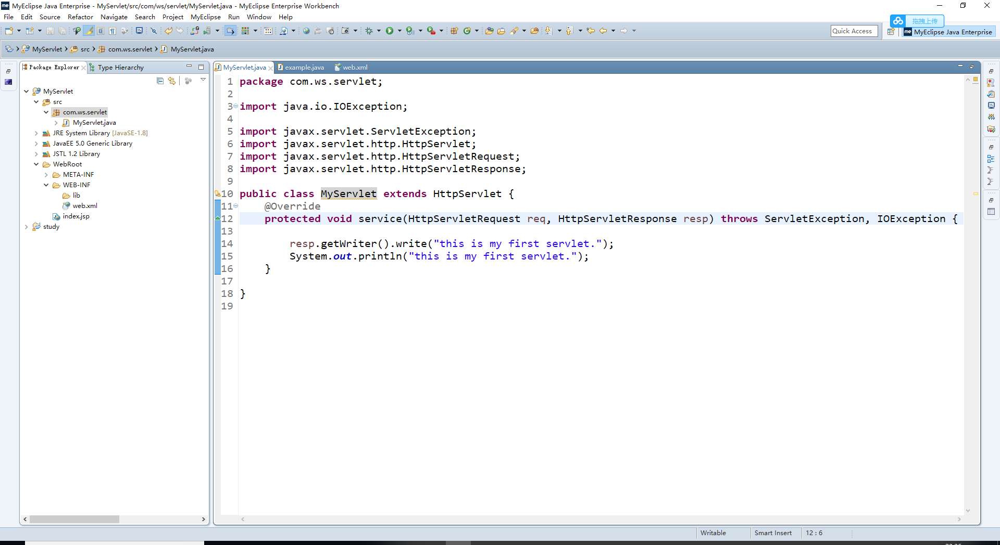 MyEclipse Java Enterprise - MyServlet/src/com/ws/servlet/MyServlet.java - MyEclipse Enterprise Workbench
File Edit Source Refactor Navigate Search Project MyEclipse Run Window Help
拖拽上传
Quick Access
MyEclipse Java Enterprise
MyServlet src com.ws.servlet MyServlet.java
Package Explorer Type Hierarchy
MyServlet
src
com.ws.servlet
MyServlet.java
JRE System Library [JavaSE-1.8]
JavaEE 5.0 Generic Library
JSTL 1.2 Library
WebRoot
META-INF
WEB-INF
lib
web.xml
index.jsp
study
MyServlet.java example.java web.xml
1 package com.ws.servlet;
2
3 import java.io.IOException;
4
5 import javax.servlet.ServletException;
6 import javax.servlet.http.HttpServlet;
7 import javax.servlet.http.HttpServletRequest;
8 import javax.servlet.http.HttpServletResponse;
9
10 public class MyServlet extends HttpServlet {
11 @Override
12 protected void service(HttpServletRequest req, HttpServletResponse resp) throws ServletException, IOException {
13
14 resp.getWriter().write("this is my first servlet.");
15 System.out.println("this is my first servlet.");
16 }
17
18 }
19
Writable Smart Insert 12 : 6